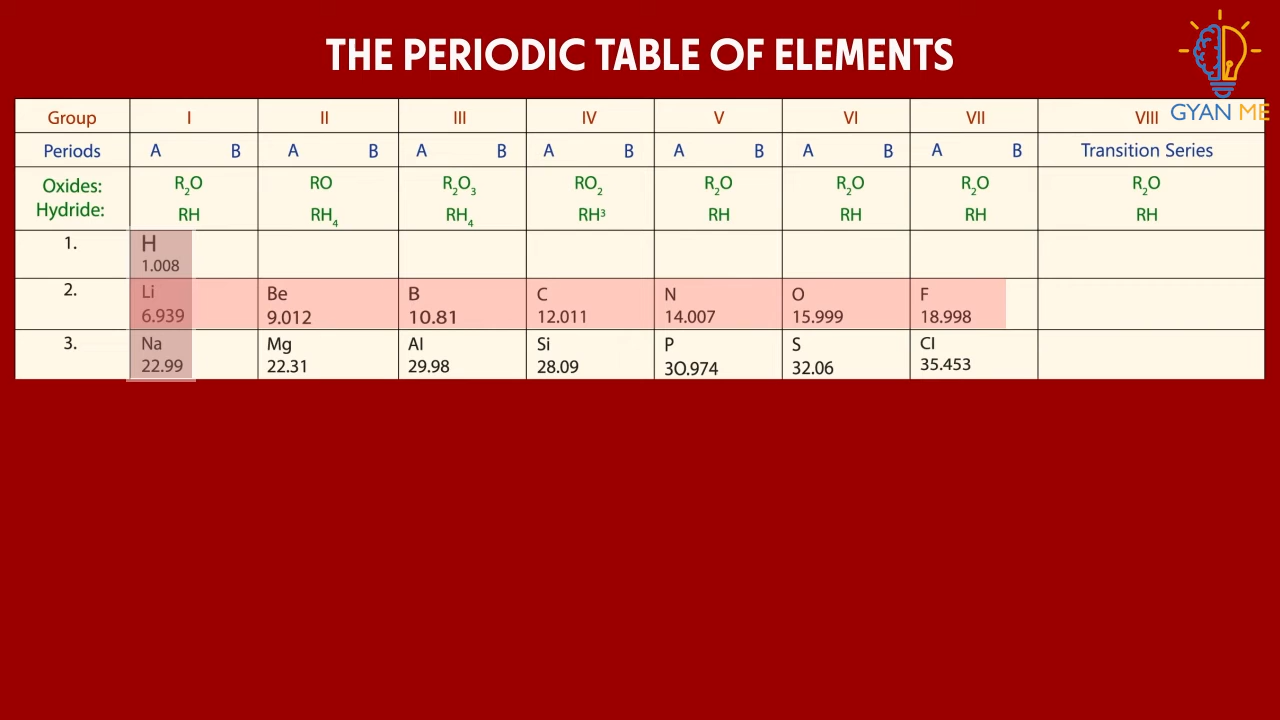 THE PERIODIC TABLE OF ELEMENTS
GYAN ME
Group I II III IV V VI VII VIII
Periods A B A B A B A B A B A B A B Transition Series
Oxides: R₂O RO R₂O₃ RO₂ R₂O R₂O R₂O R₂O
Hydride: RH RH₄ RH₄ RH³ RH RH RH RH
1. H
1.008
2. Li Be B C N O F
6.939 9.012 10.81 12.011 14.007 15.999 18.998
3. Na Mg Al Si P S Cl
22.99 22.31 29.98 28.09 30.974 32.06 35.453